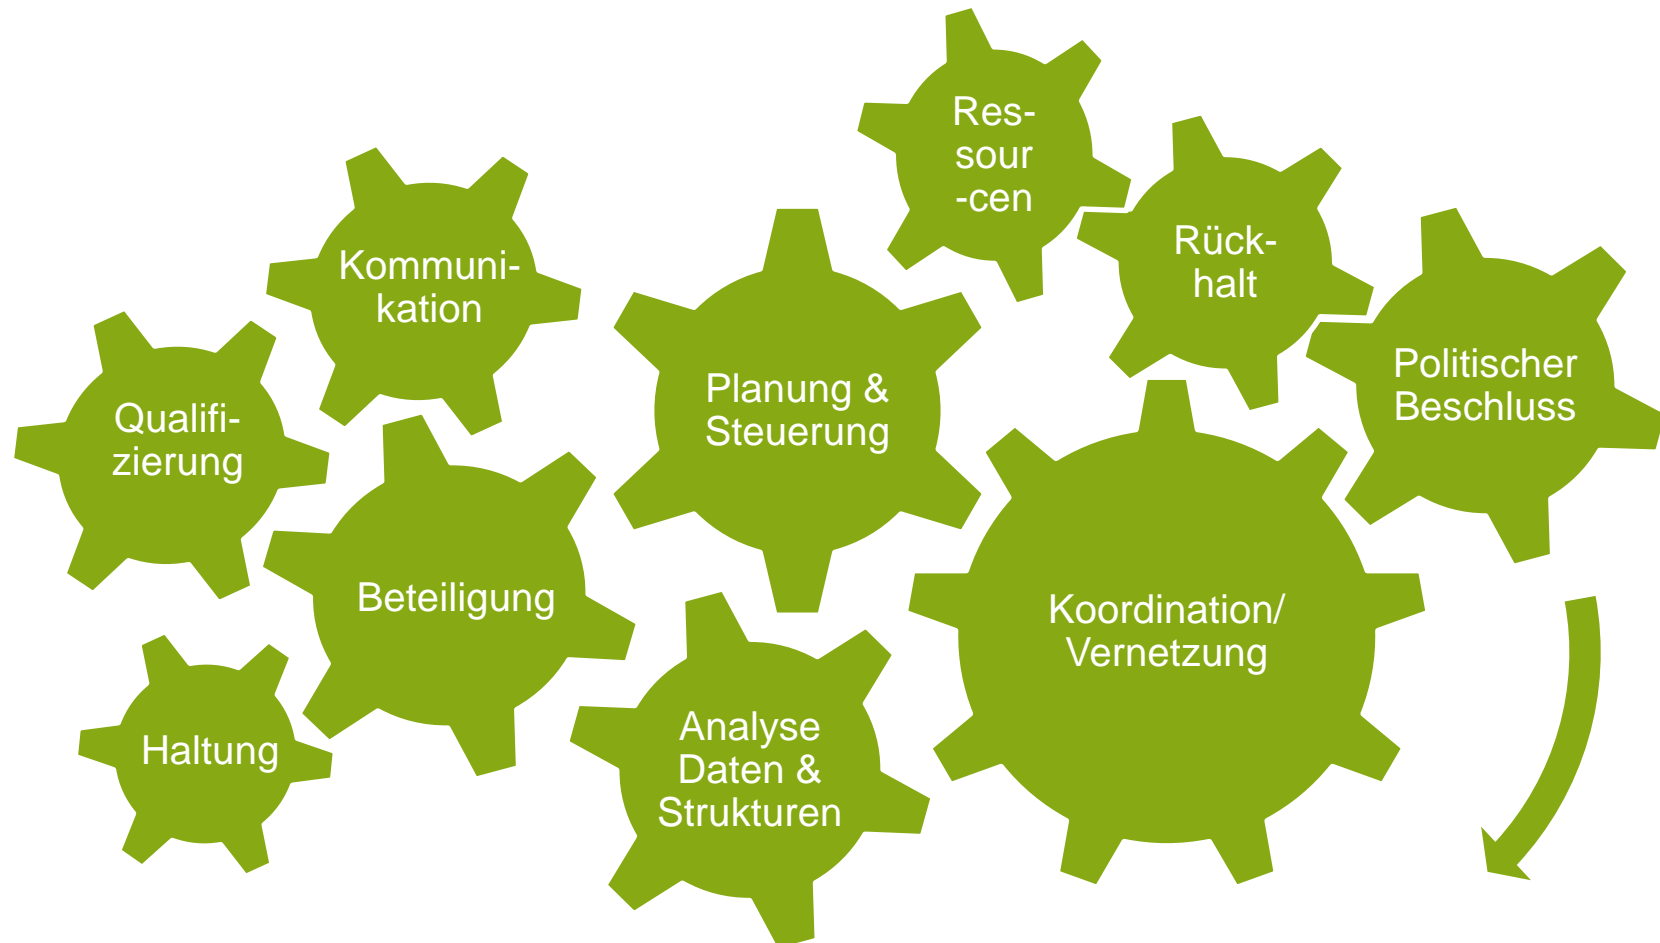 Res-
sour
-cen
Rück-
halt
Kommuni-
kation
Politischer
Beschluss
Planung &
Steuerung
Qualifi-
zierung
Beteiligung
Koordination/
Vernetzung
Haltung
Analyse
Daten &
Strukturen